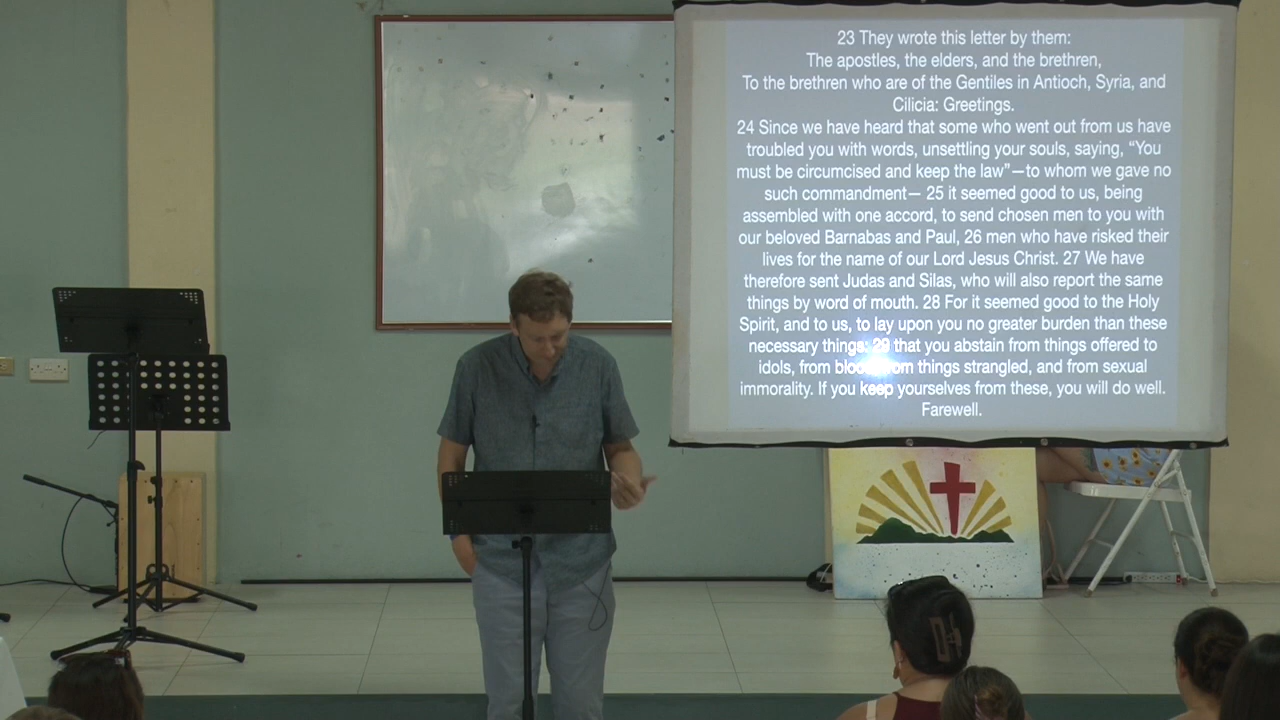 23 They wrote this letter by them:
The apostles, the elders, and the brethren,
To the brethren who are of the Gentiles in Antioch, Syria, and
Cilicia: Greetings.
24 Since we have heard that some who went out from us have
troubled you with words, unsettling your souls, saying, “You
must be circumcised and keep the law”—to whom we gave no
such commandment— 25 it seemed good to us, being
assembled with one accord, to send chosen men to you with
our beloved Barnabas and Paul, 26 men who have risked their
lives for the name of our Lord Jesus Christ. 27 We have
therefore sent Judas and Silas, who will also report the same
things by word of mouth. 28 For it seemed good to the Holy
Spirit, and to us, to lay upon you no greater burden than these
necessary things: 29 that you abstain from things offered to
idols, from blood, from things strangled, and from sexual
immorality. If you keep yourselves from these, you will do well.
Farewell.